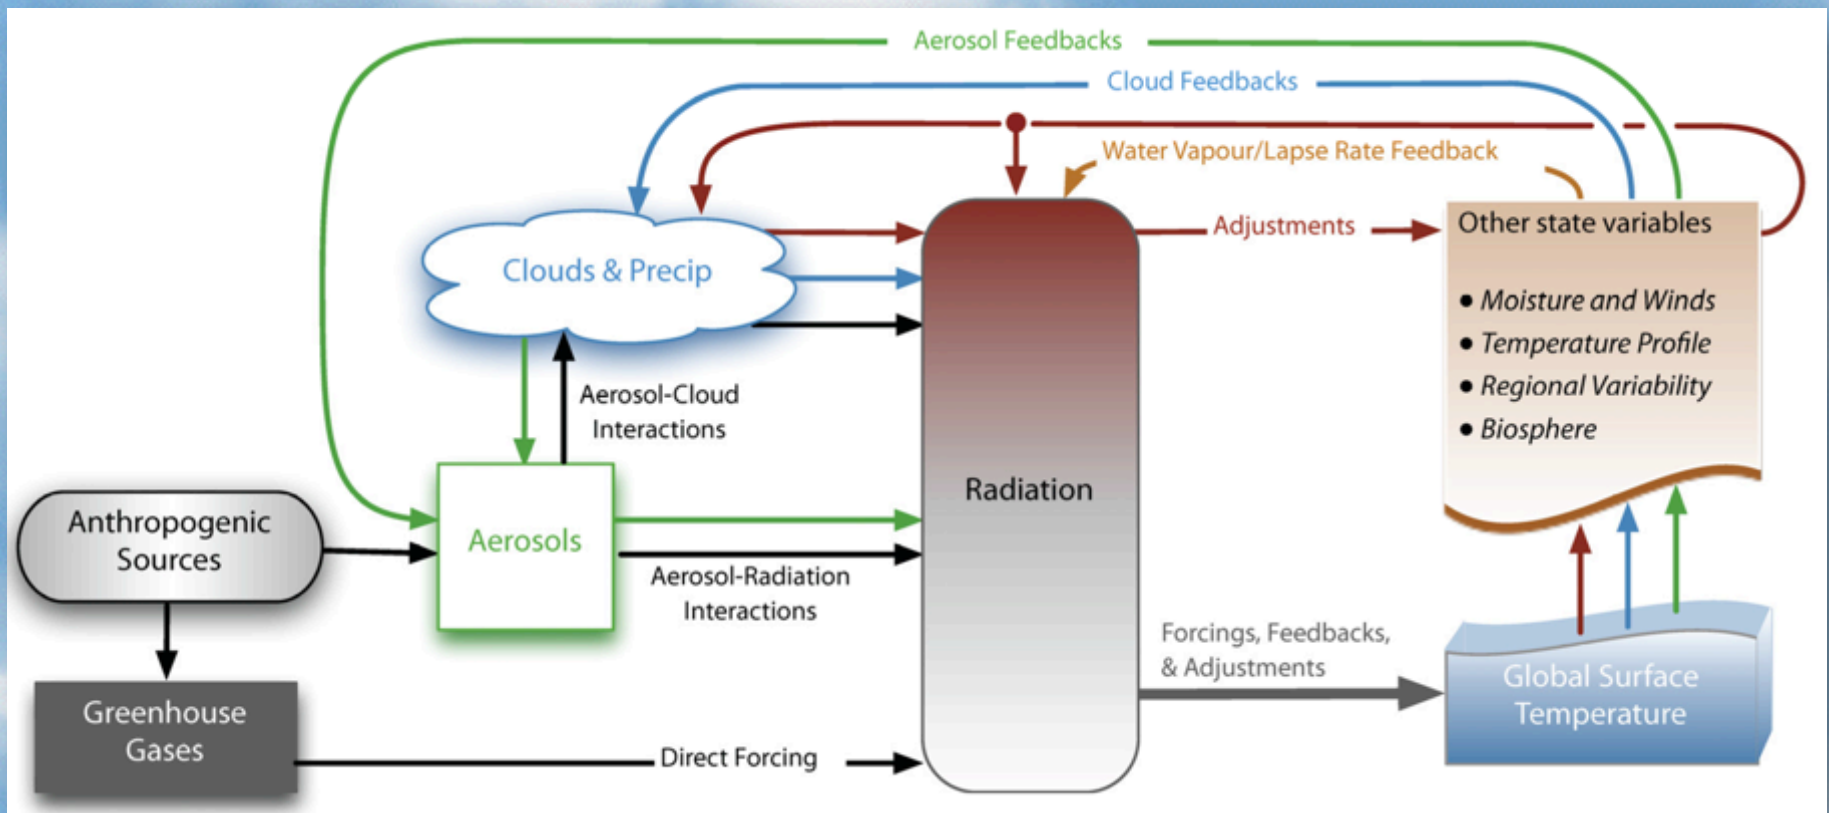 Aerosol Feedbacks
Cloud Feedbacks
Water Vapour/Lapse Rate Feedback
Adjustments
Other state variables
● Moisture and Winds
● Temperature Profile
● Regional Variability
● Biosphere
Clouds & Precip
Aerosol-Cloud
Interactions
Radiation
Anthropogenic
Sources
Aerosols
Aerosol-Radiation
Interactions
Forcings, Feedbacks,
& Adjustments
Global Surface
Temperature
Greenhouse
Gases
Direct Forcing